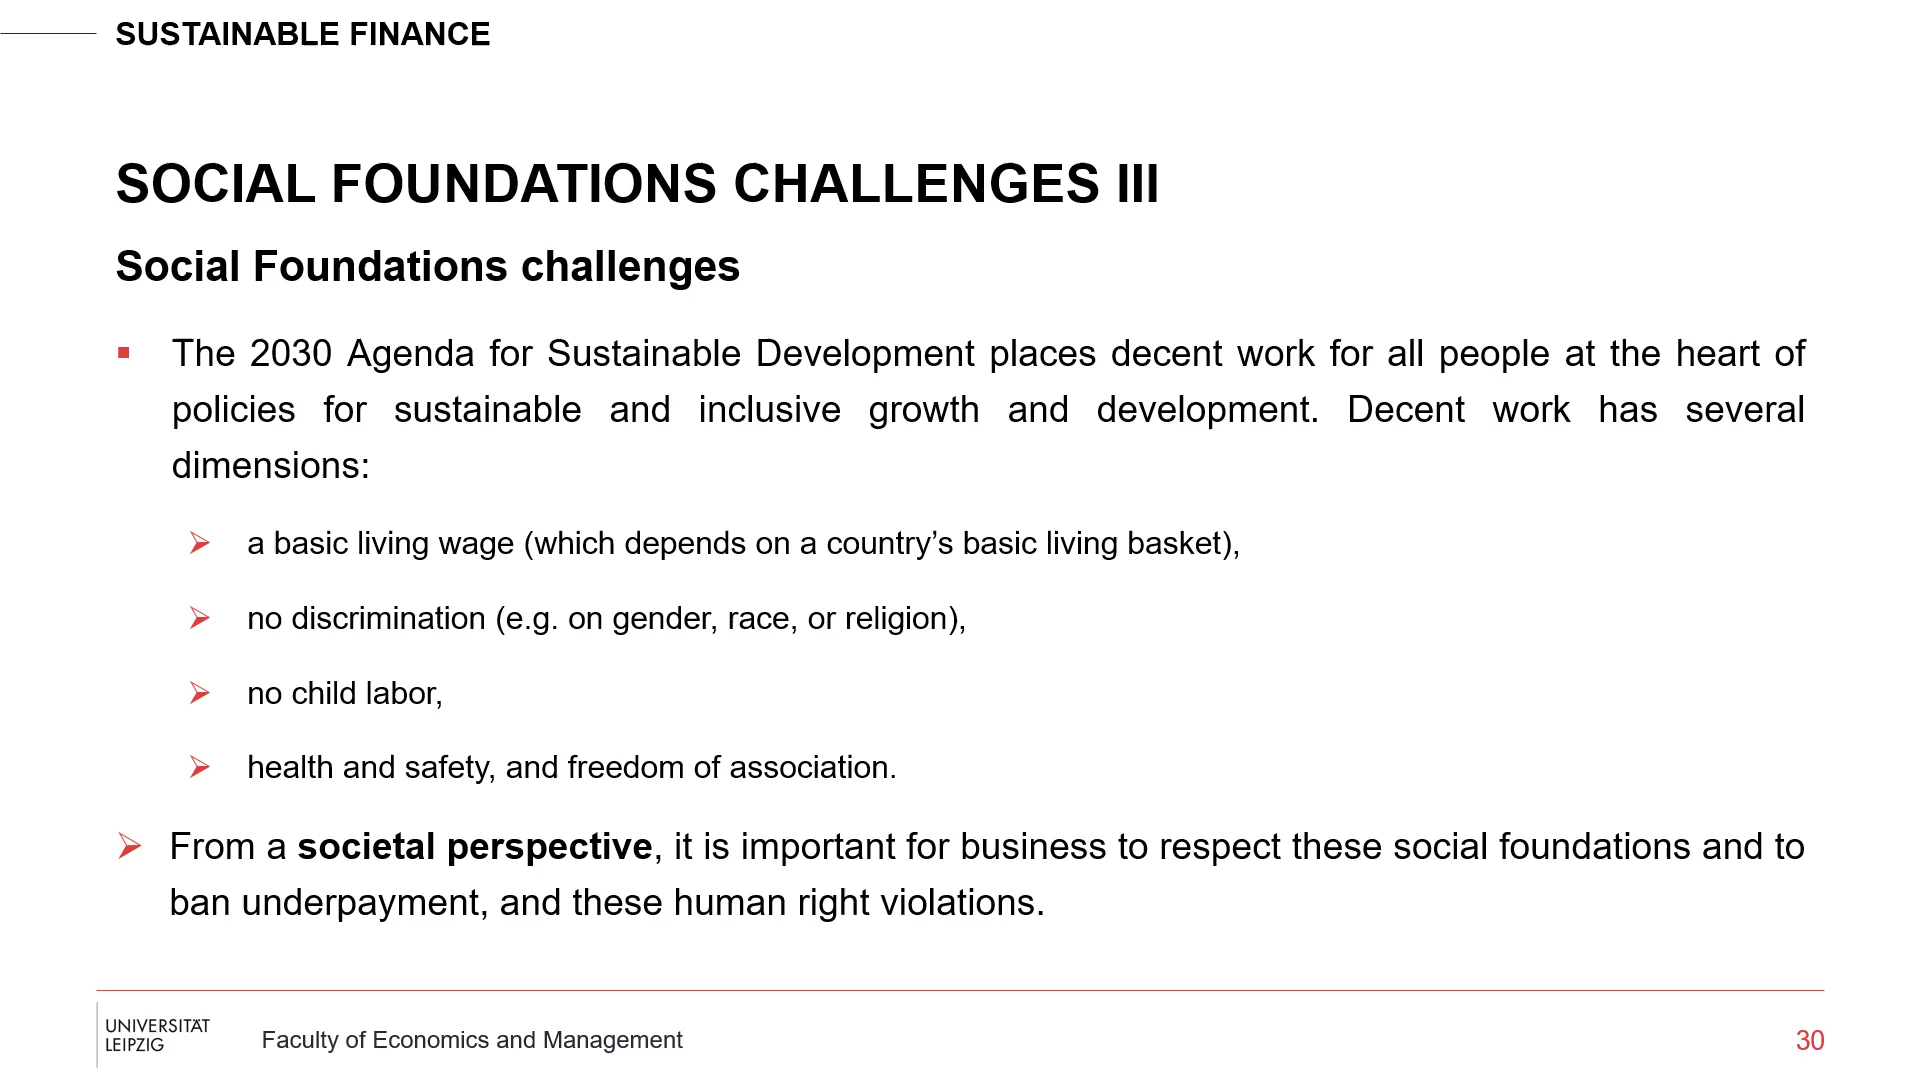 SUSTAINABLE FINANCE
SOCIAL FOUNDATIONS CHALLENGES III
Social Foundations challenges
The 2030 Agenda for Sustainable Development places decent work for all people at the heart of
policies for sustainable and inclusive growth and development. Decent work has several
dimensions:
a basic living wage (which depends on a country’s basic living basket),
no discrimination (e.g. on gender, race, or religion),
no child labor,
health and safety, and freedom of association.
From a societal perspective, it is important for business to respect these social foundations and to
ban underpayment, and these human right violations.
UNIVERSITÄT
LEIPZIG
Faculty of Economics and Management
30